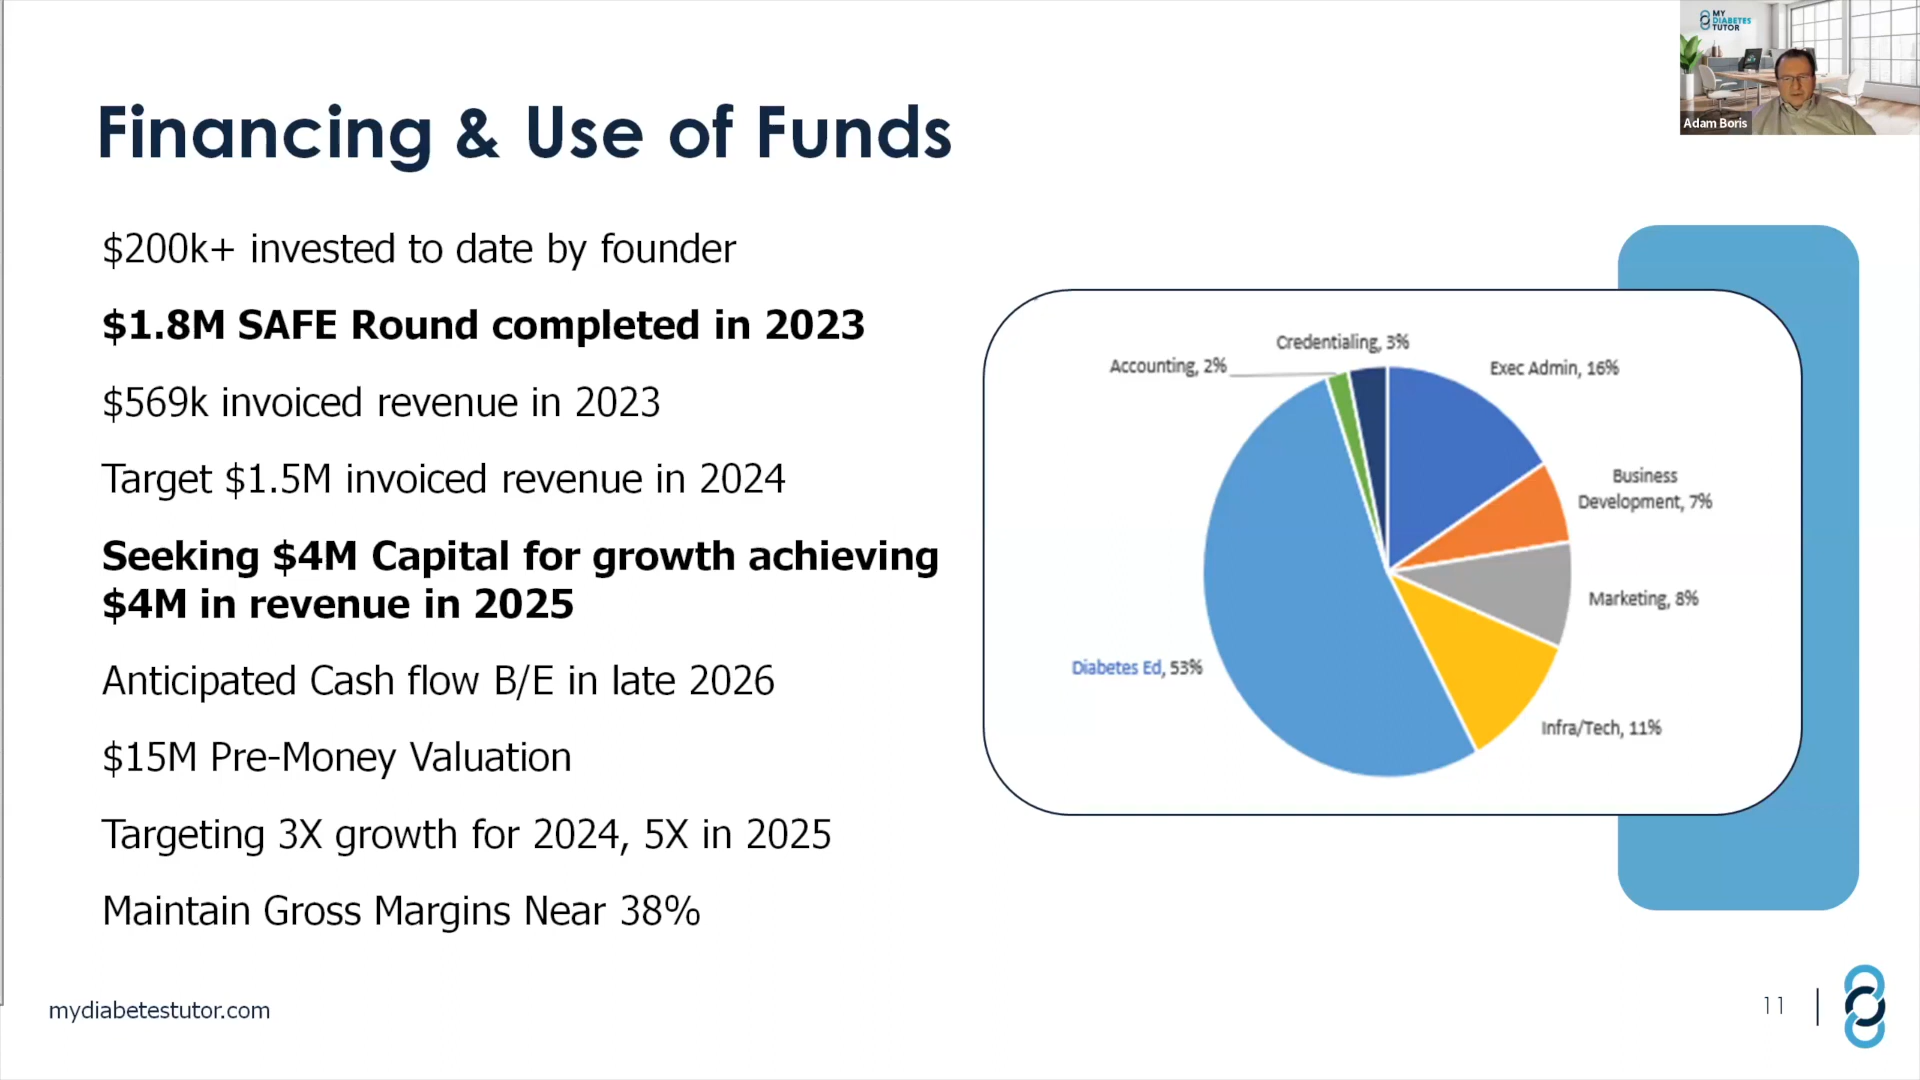 MY
DIABETES
TUTOR
Adam Boris
Financing & Use of Funds
$200k+ invested to date by founder
$1.8M SAFE Round completed in 2023
$569k invoiced revenue in 2023
Target $1.5M invoiced revenue in 2024
Seeking $4M Capital for growth achieving
$4M in revenue in 2025
Anticipated Cash flow B/E in late 2026
$15M Pre-Money Valuation
Targeting 3X growth for 2024, 5X in 2025
Maintain Gross Margins Near 38%
Credentialing, 3%
Accounting, 2%
Exec Admin, 16%
Business
Development, 7%
Marketing, 8%
Diabetes Ed, 53%
Infra/Tech, 11%
mydiabetestutor.com
11